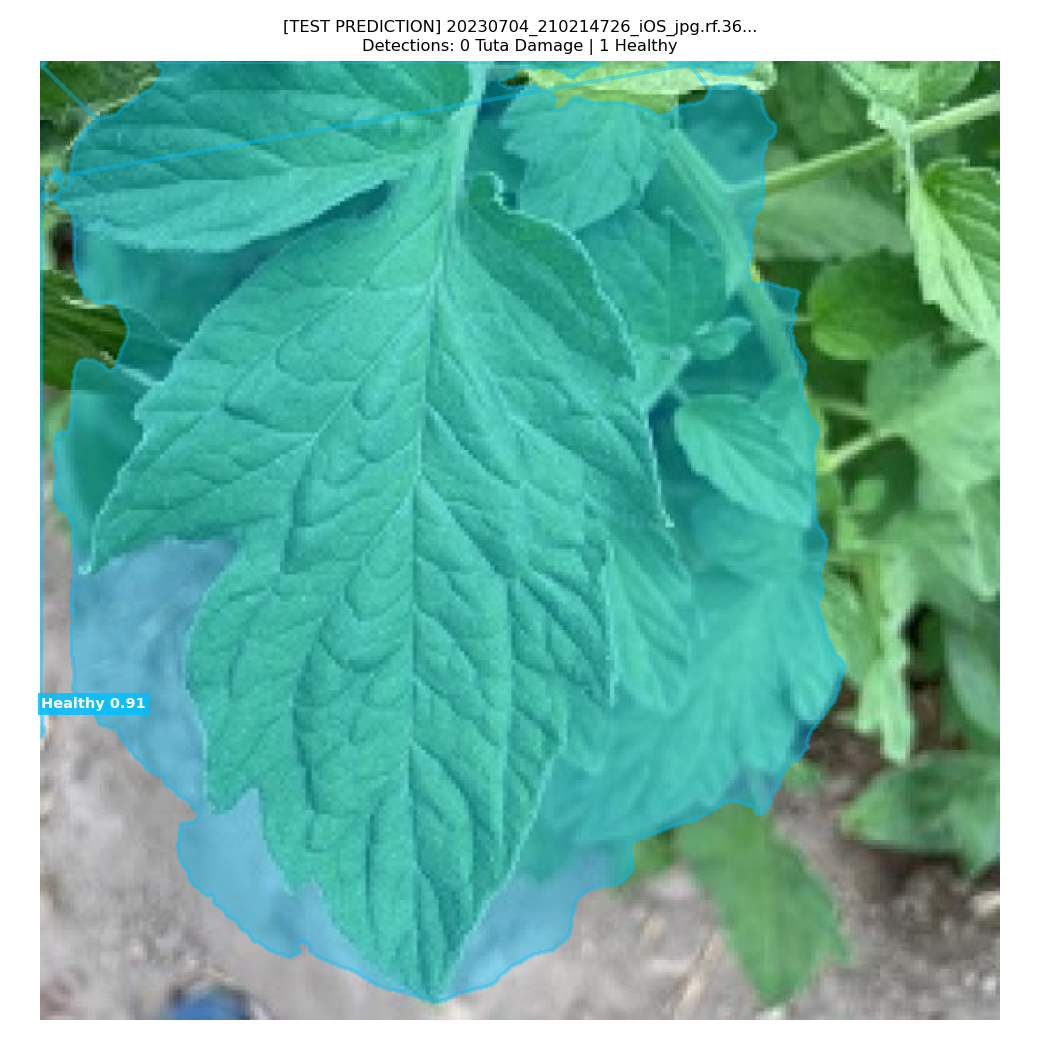 [TEST PREDICTION] 20230704_210214726_iOS_jpg.rf.36...
Detections: 0 Tuta Damage | 1 Healthy
Healthy 0.91